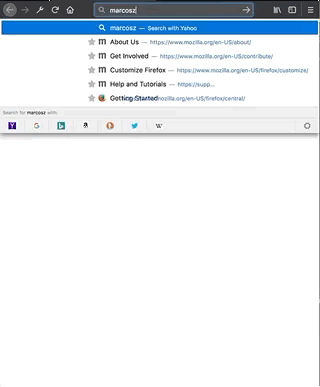 marcosz
marcosz — Search with Yahoo
About Us — https://www.mozilla.org/en-US/about/
Get Involved — https://www.mozilla.org/en-US/contribute/
Customize Firefox — https://www.mozilla.org/en-US/firefox/customize/
Help and Tutorials — https://supp...
Getting Started mozilla.org/en-US/firefox/central/
Search for marcosz with: